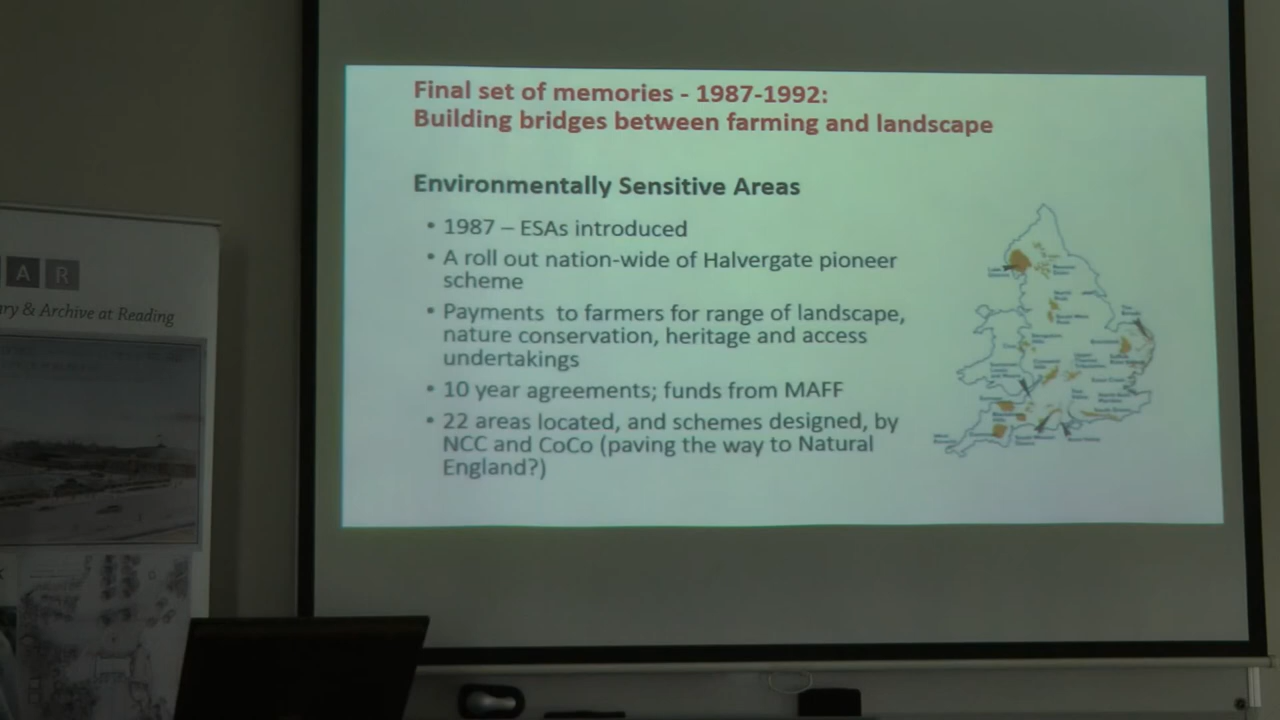 Final set of memories - 1987-1992:
Building bridges between farming and landscape
Environmentally Sensitive Areas
• 1987 – ESAs introduced
• A roll out nation-wide of Halvergate pioneer
scheme
• Payments to farmers for range of landscape,
nature conservation, heritage and access
undertakings
• 10 year agreements; funds from MAFF
• 22 areas located, and schemes designed, by
NCC and CoCo (paving the way to Natural
England?)
A R
& Archive at Reading